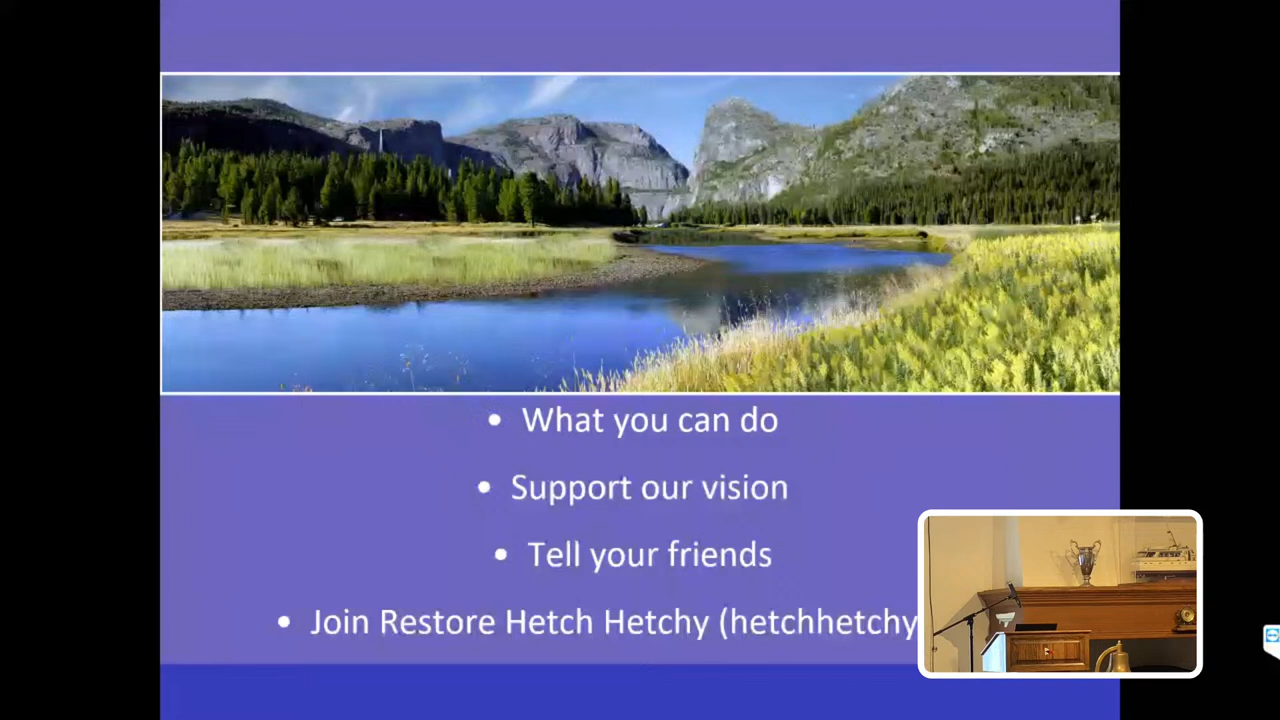 • What you can do
• Support our vision
• Tell your friends
• Join Restore Hetch Hetchy (hetchhetchy